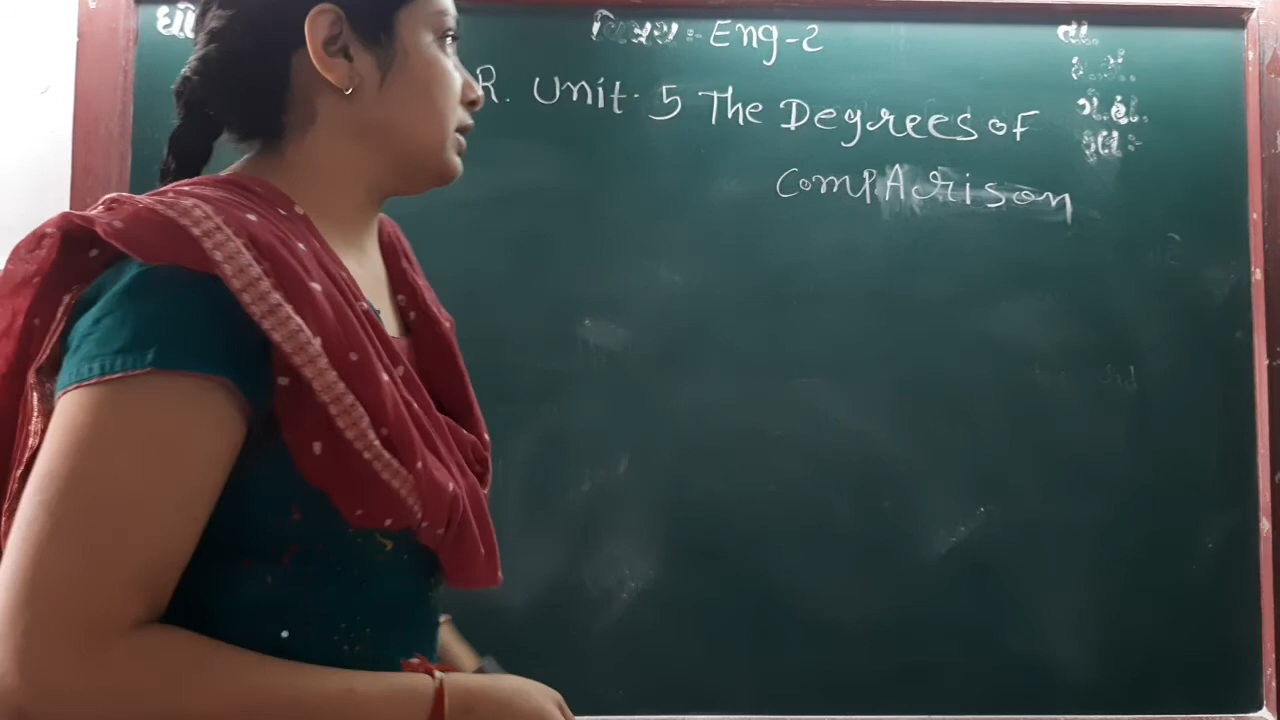 ધો વિષય :- Eng-2 તા.
R. Unit. 5 The Degrees of
CompArison